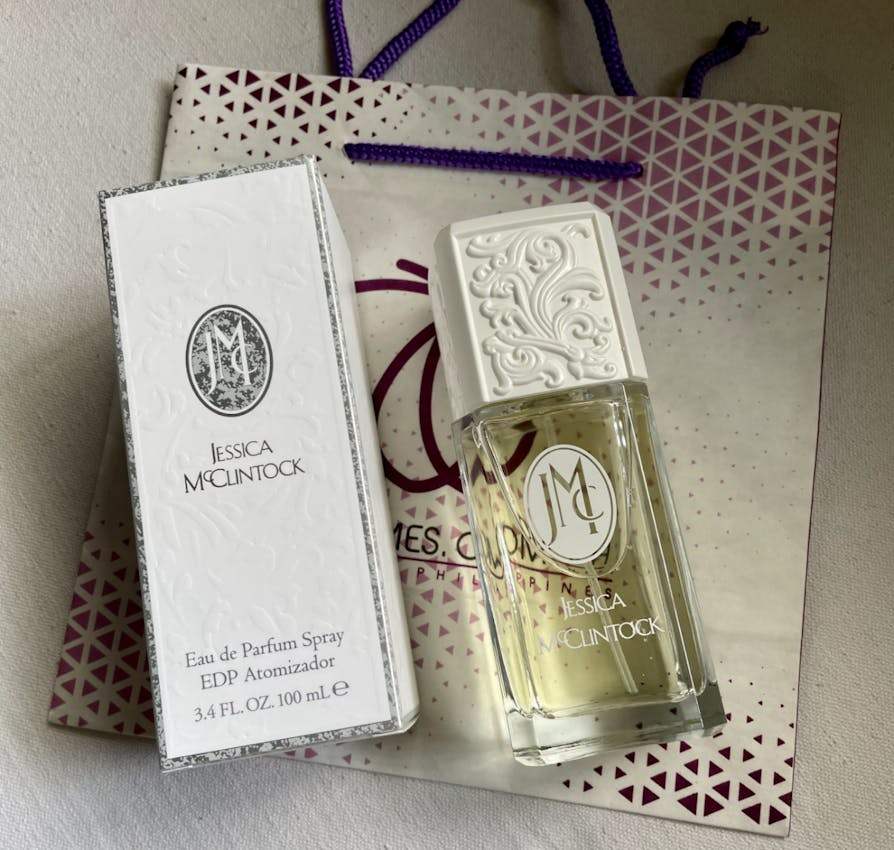 JMC
JESSICA
McCLINTOCK
Eau de Parfum Spray
EDP Atomizador
3.4 FL. OZ. 100 mL e
JMC
JESSICA
McCLINTOCK
PHILIPPINES